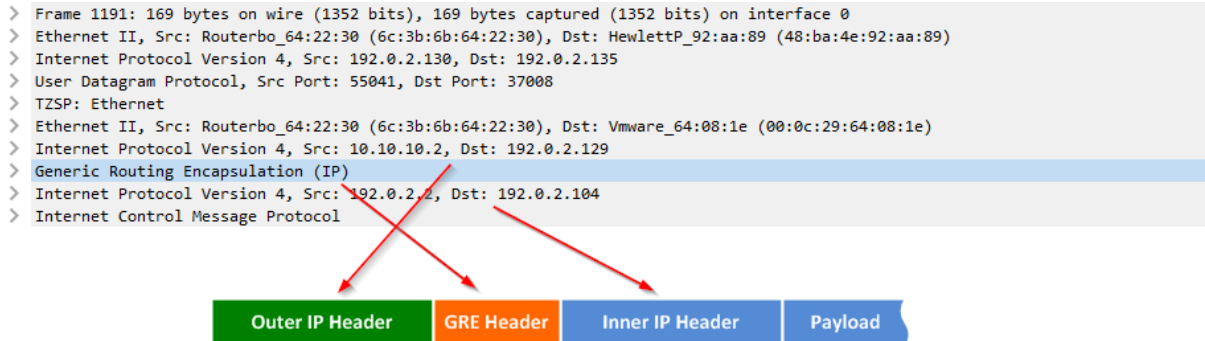 Frame 1191: 169 bytes on wire (1352 bits), 169 bytes captured (1352 bits) on interface 0
Ethernet II, Src: Routerbo_64:22:30 (6c:3b:6b:64:22:30), Dst: HewlettP_92:aa:89 (48:ba:4e:92:aa:89)
Internet Protocol Version 4, Src: 192.0.2.130, Dst: 192.0.2.135
User Datagram Protocol, Src Port: 55041, Dst Port: 37008
TZSP: Ethernet
Ethernet II, Src: Routerbo_64:22:30 (6c:3b:6b:64:22:30), Dst: Vmware_64:08:1e (00:0c:29:64:08:1e)
Internet Protocol Version 4, Src: 10.10.10.2, Dst: 192.0.2.129
Generic Routing Encapsulation (IP)
Internet Protocol Version 4, Src: 192.0.2.2, Dst: 192.0.2.104
Internet Control Message Protocol
Outer IP Header GRE Header Inner IP Header Payload